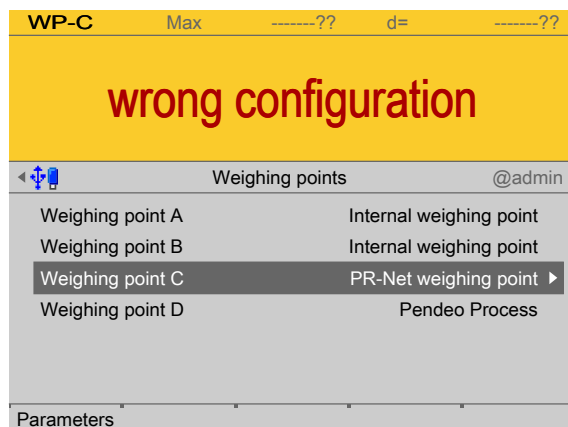 WP-C Max -------?? d= -------??
wrong configuration
Weighing points @admin
Weighing point A Internal weighing point
Weighing point B Internal weighing point
Weighing point C PR-Net weighing point
Weighing point D Pendeo Process
Parameters